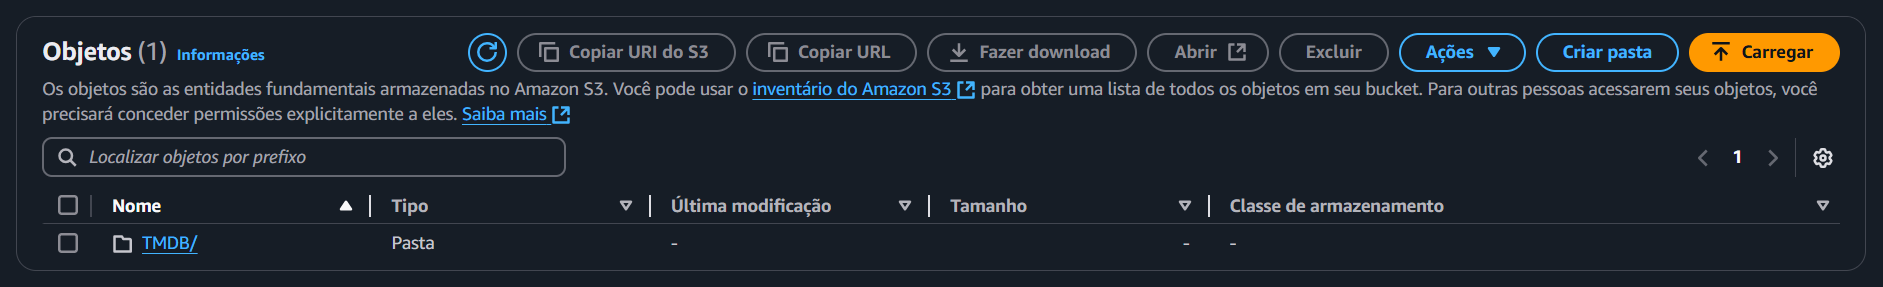 Objetos (1) Informações Copiar URI do S3 Copiar URL Fazer download Abrir Excluir Ações Criar pasta Carregar
Os objetos são as entidades fundamentais armazenadas no Amazon S3. Você pode usar o inventário do Amazon S3 para obter uma lista de todos os objetos em seu bucket. Para outras pessoas acessarem seus objetos, você
precisará conceder permissões explicitamente a eles. Saiba mais
Localizar objetos por prefixo 1
Nome Tipo Última modificação Tamanho Classe de armazenamento
TMDB/ Pasta - - -